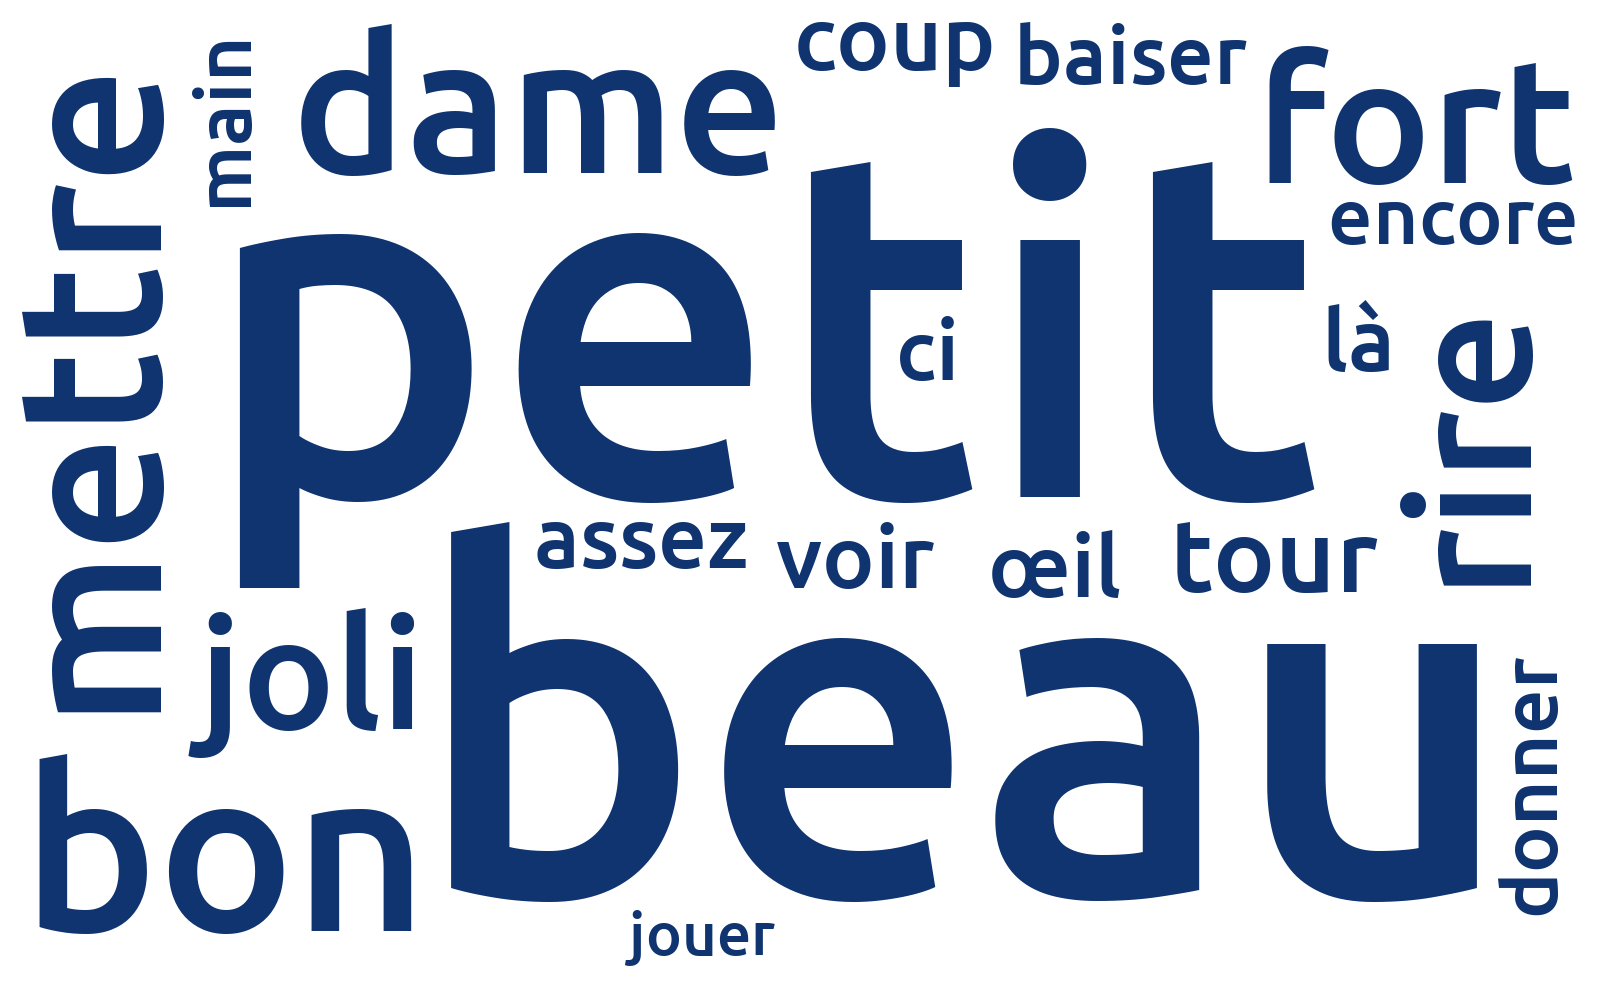 coup
baiser
main
dame
fort
encore
mettre
petit
ci
là
rire
assez
voir
œil
tour
joli
beau
donner
bon
jouer